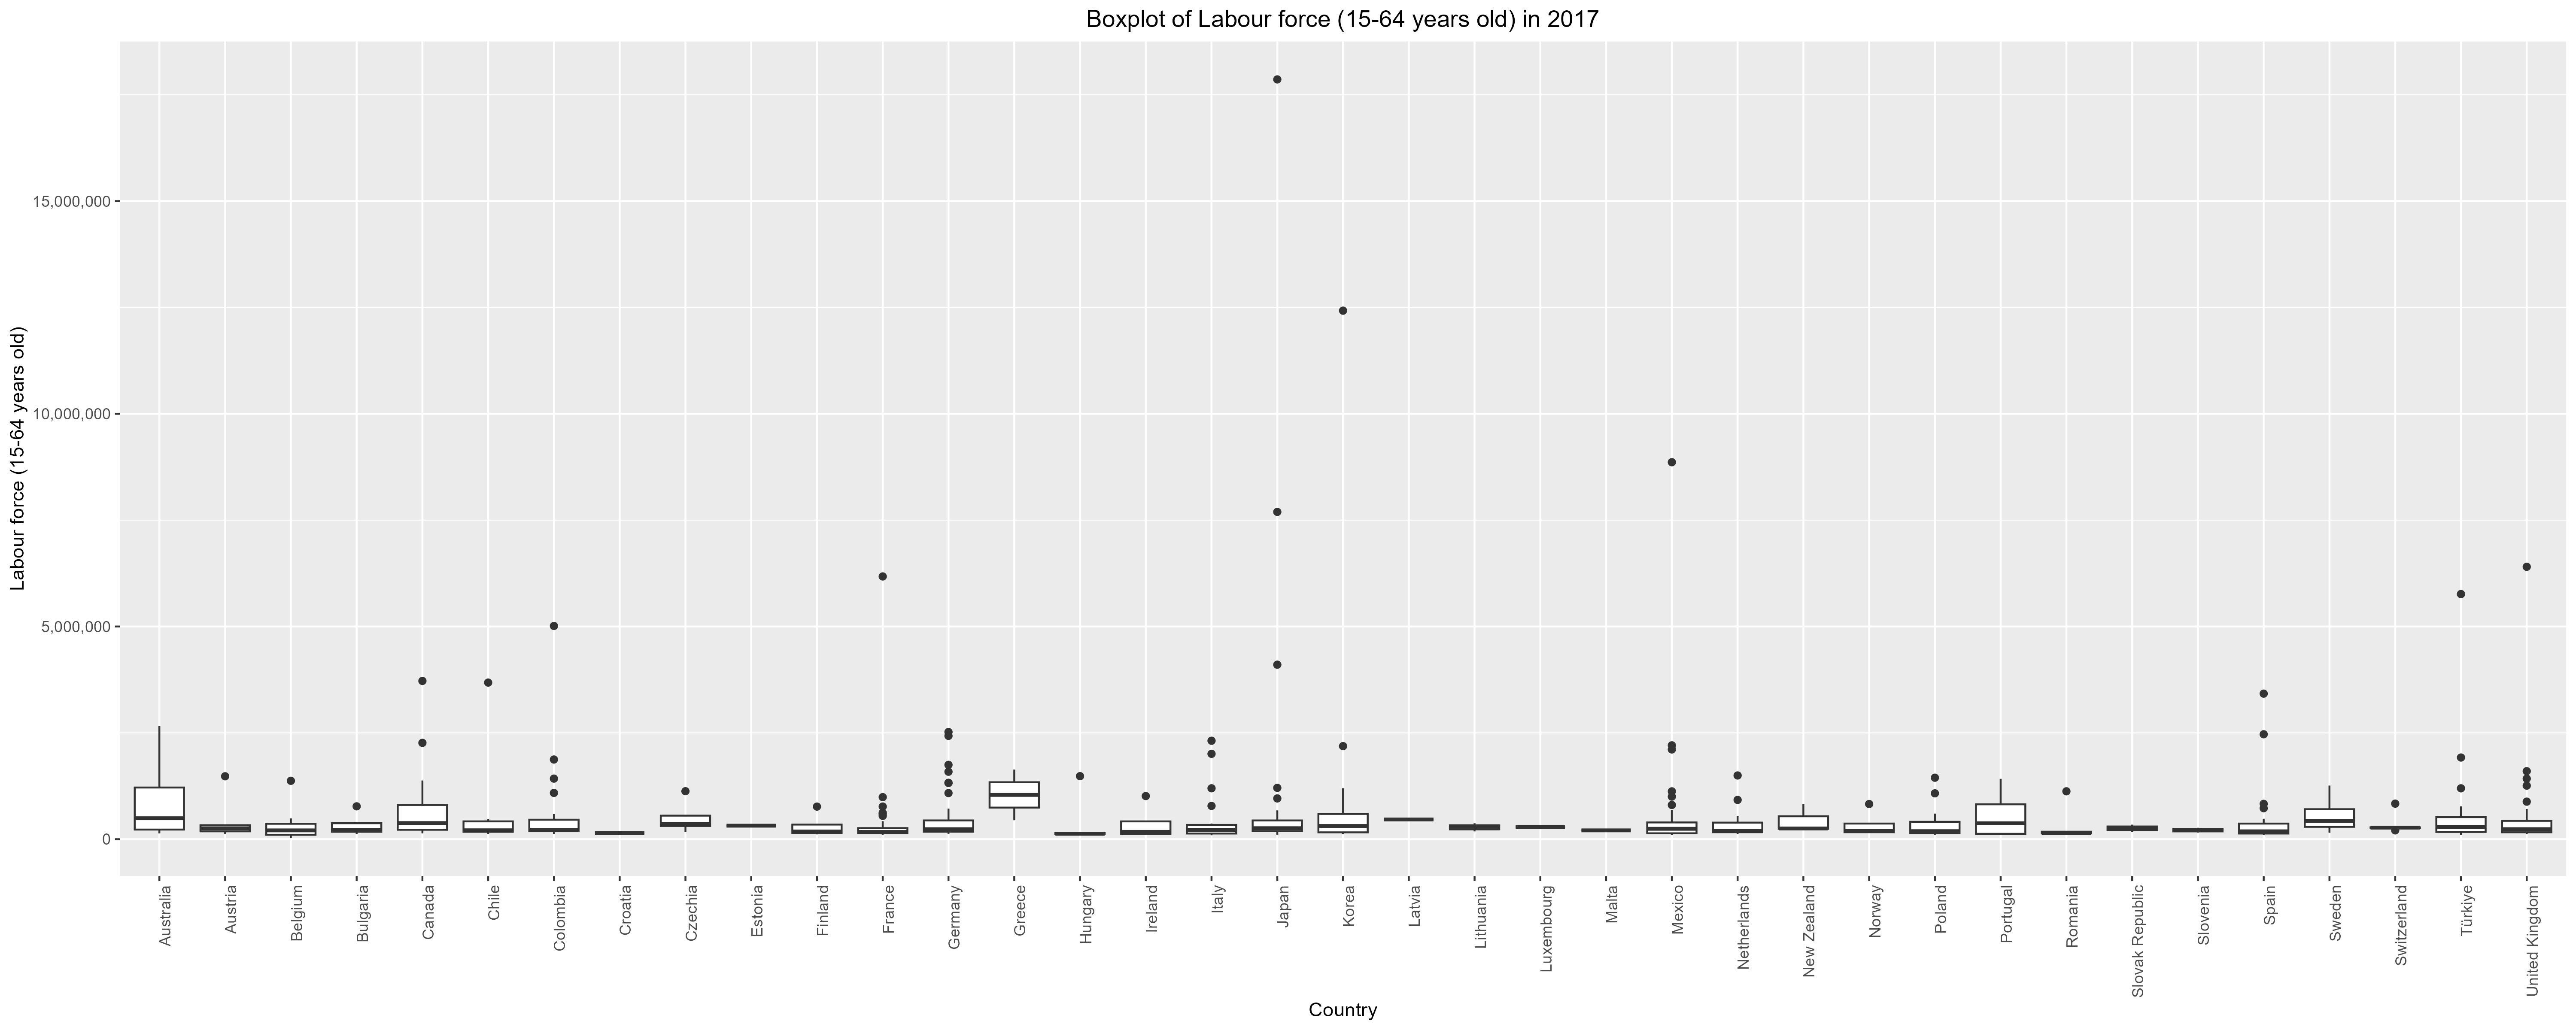 Boxplot of Labour force (15-64 years old) in 2017
Labour force (15-64 years old)
15,000,000
10,000,000
5,000,000
0
Australia
Austria
Belgium
Bulgaria
Canada
Chile
Colombia
Croatia
Czechia
Estonia
Finland
France
Germany
Greece
Hungary
Ireland
Italy
Japan
Korea
Latvia
Lithuania
Luxembourg
Malta
Mexico
Netherlands
New Zealand
Norway
Poland
Portugal
Romania
Slovak Republic
Slovenia
Spain
Sweden
Switzerland
Türkiye
United Kingdom
Country